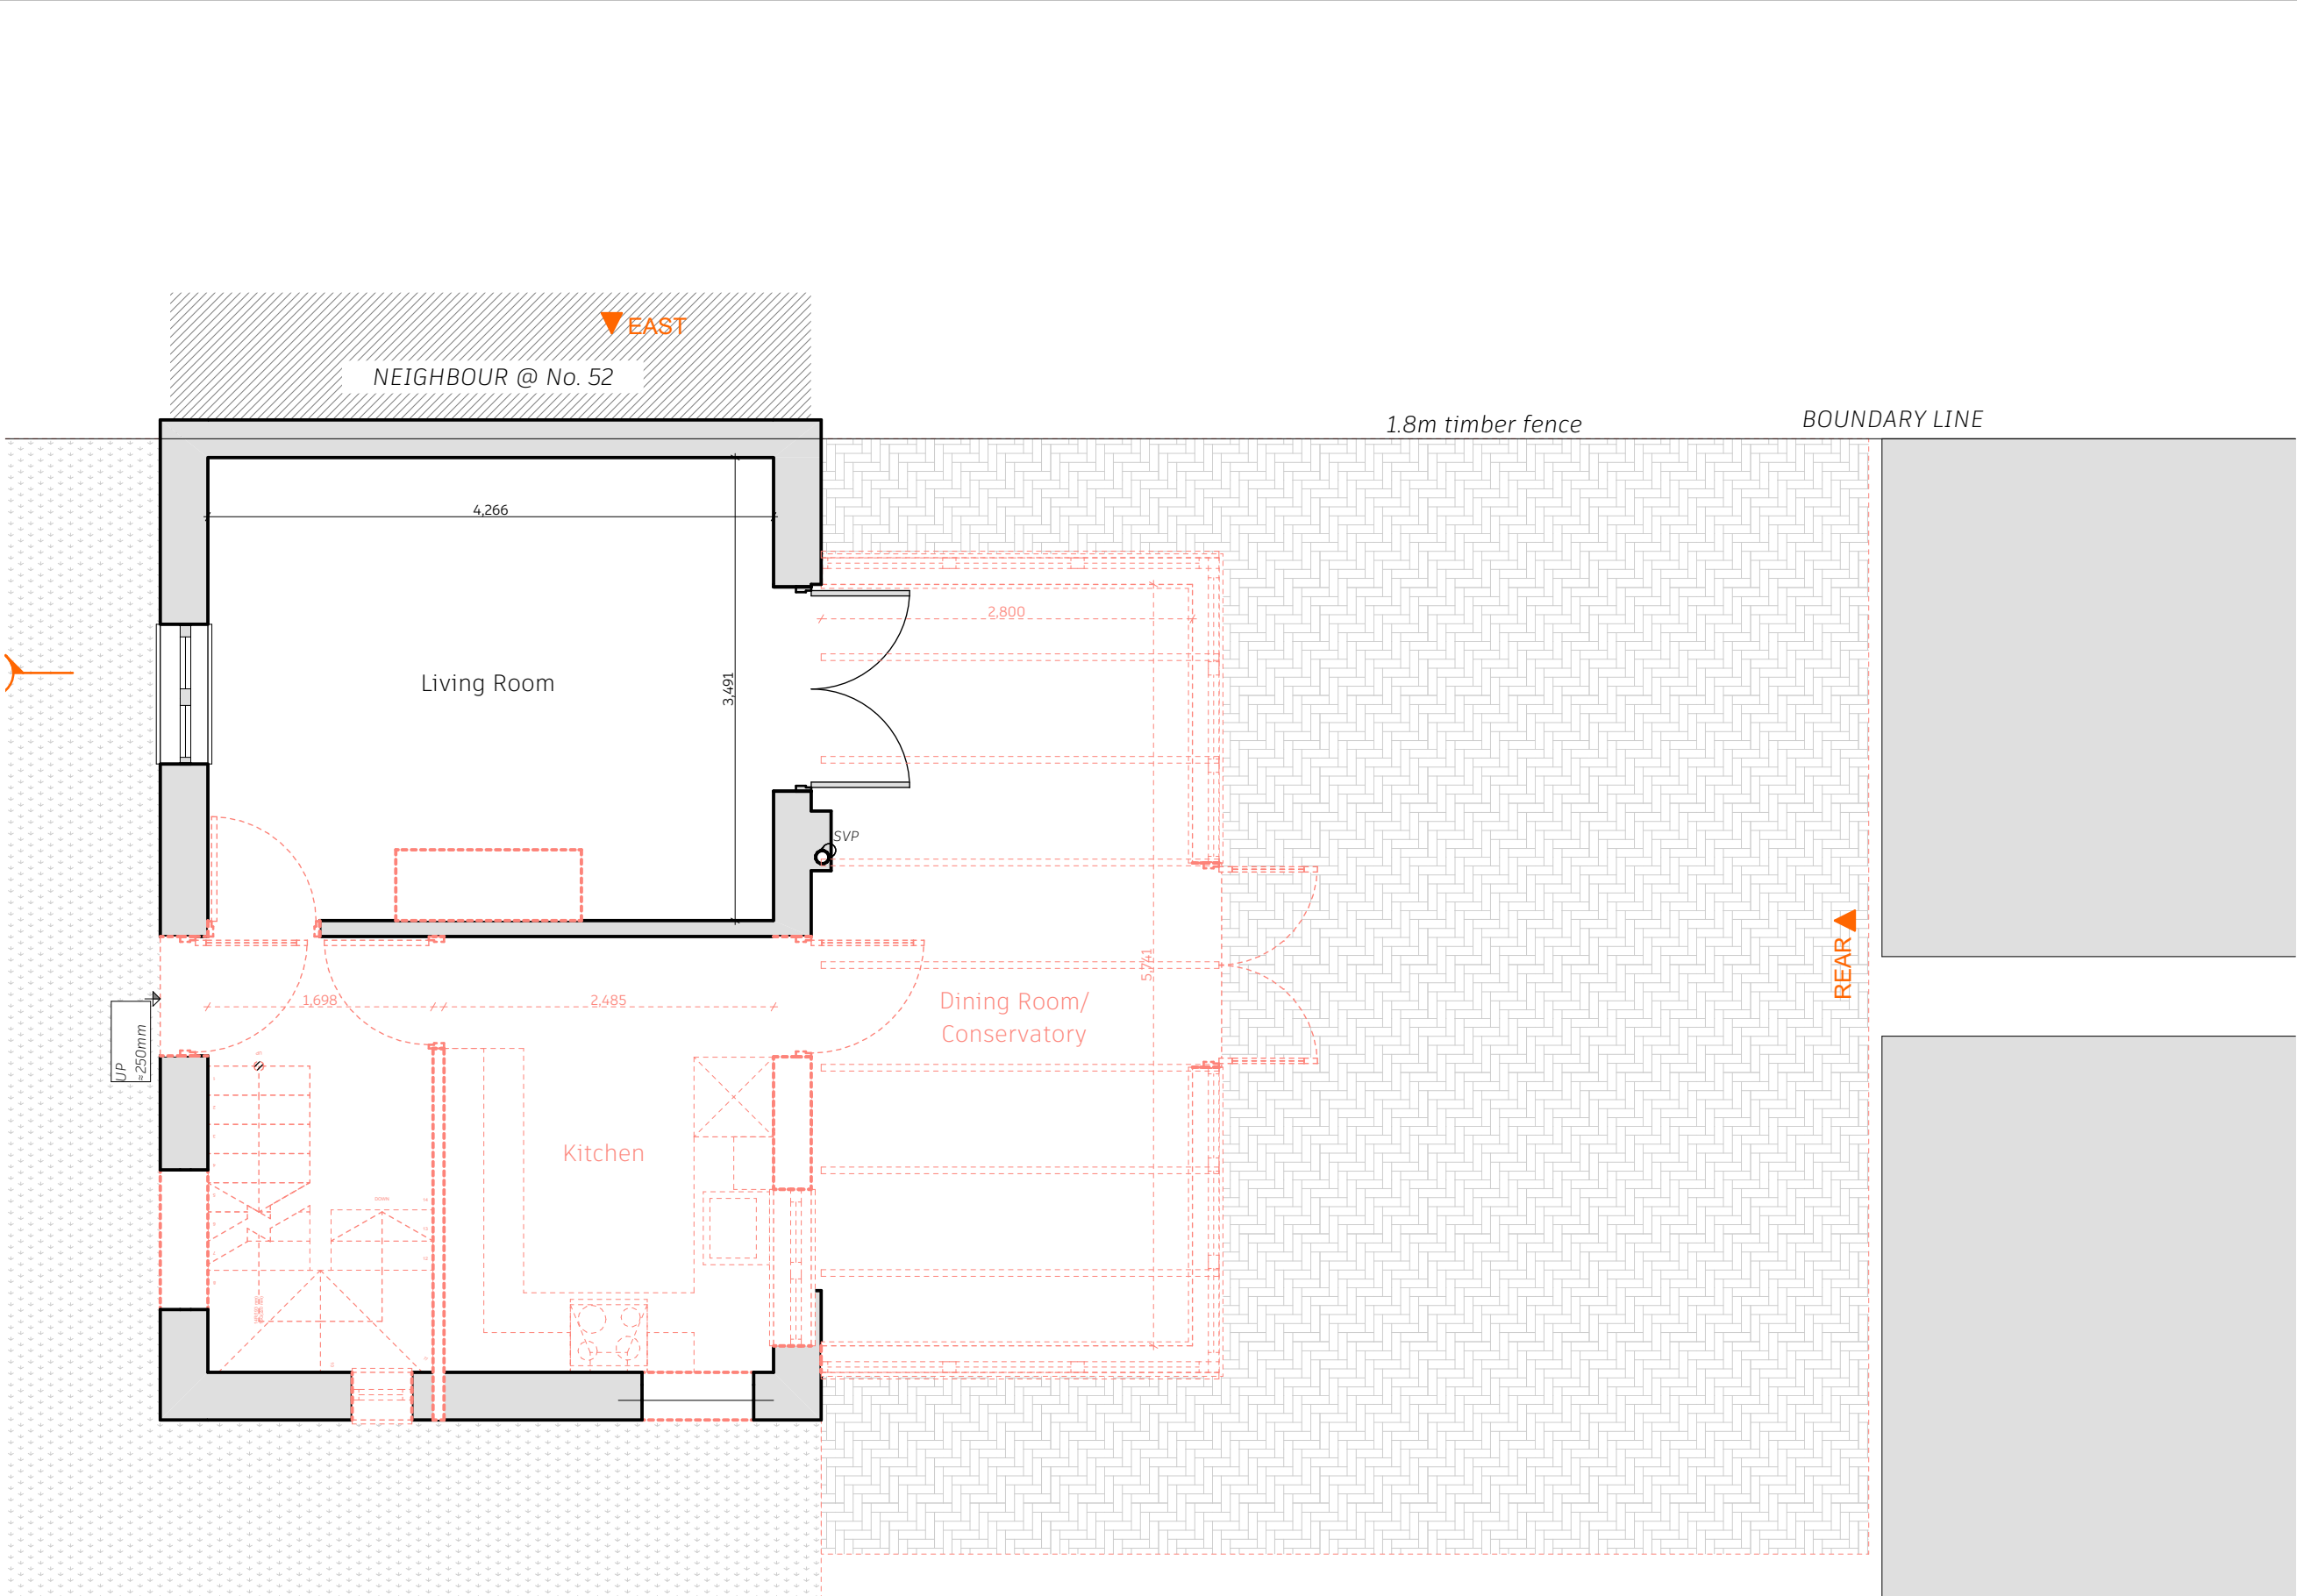 EAST
NEIGHBOUR @ No. 52
BOUNDARY LINE
1.8m timber fence
4,266
2,800
Living Room
3,491
SVP
REAR
5,741
1,698
2,485
Dining Room/
Conservatory
UP
≈250mm
Kitchen
DOWN